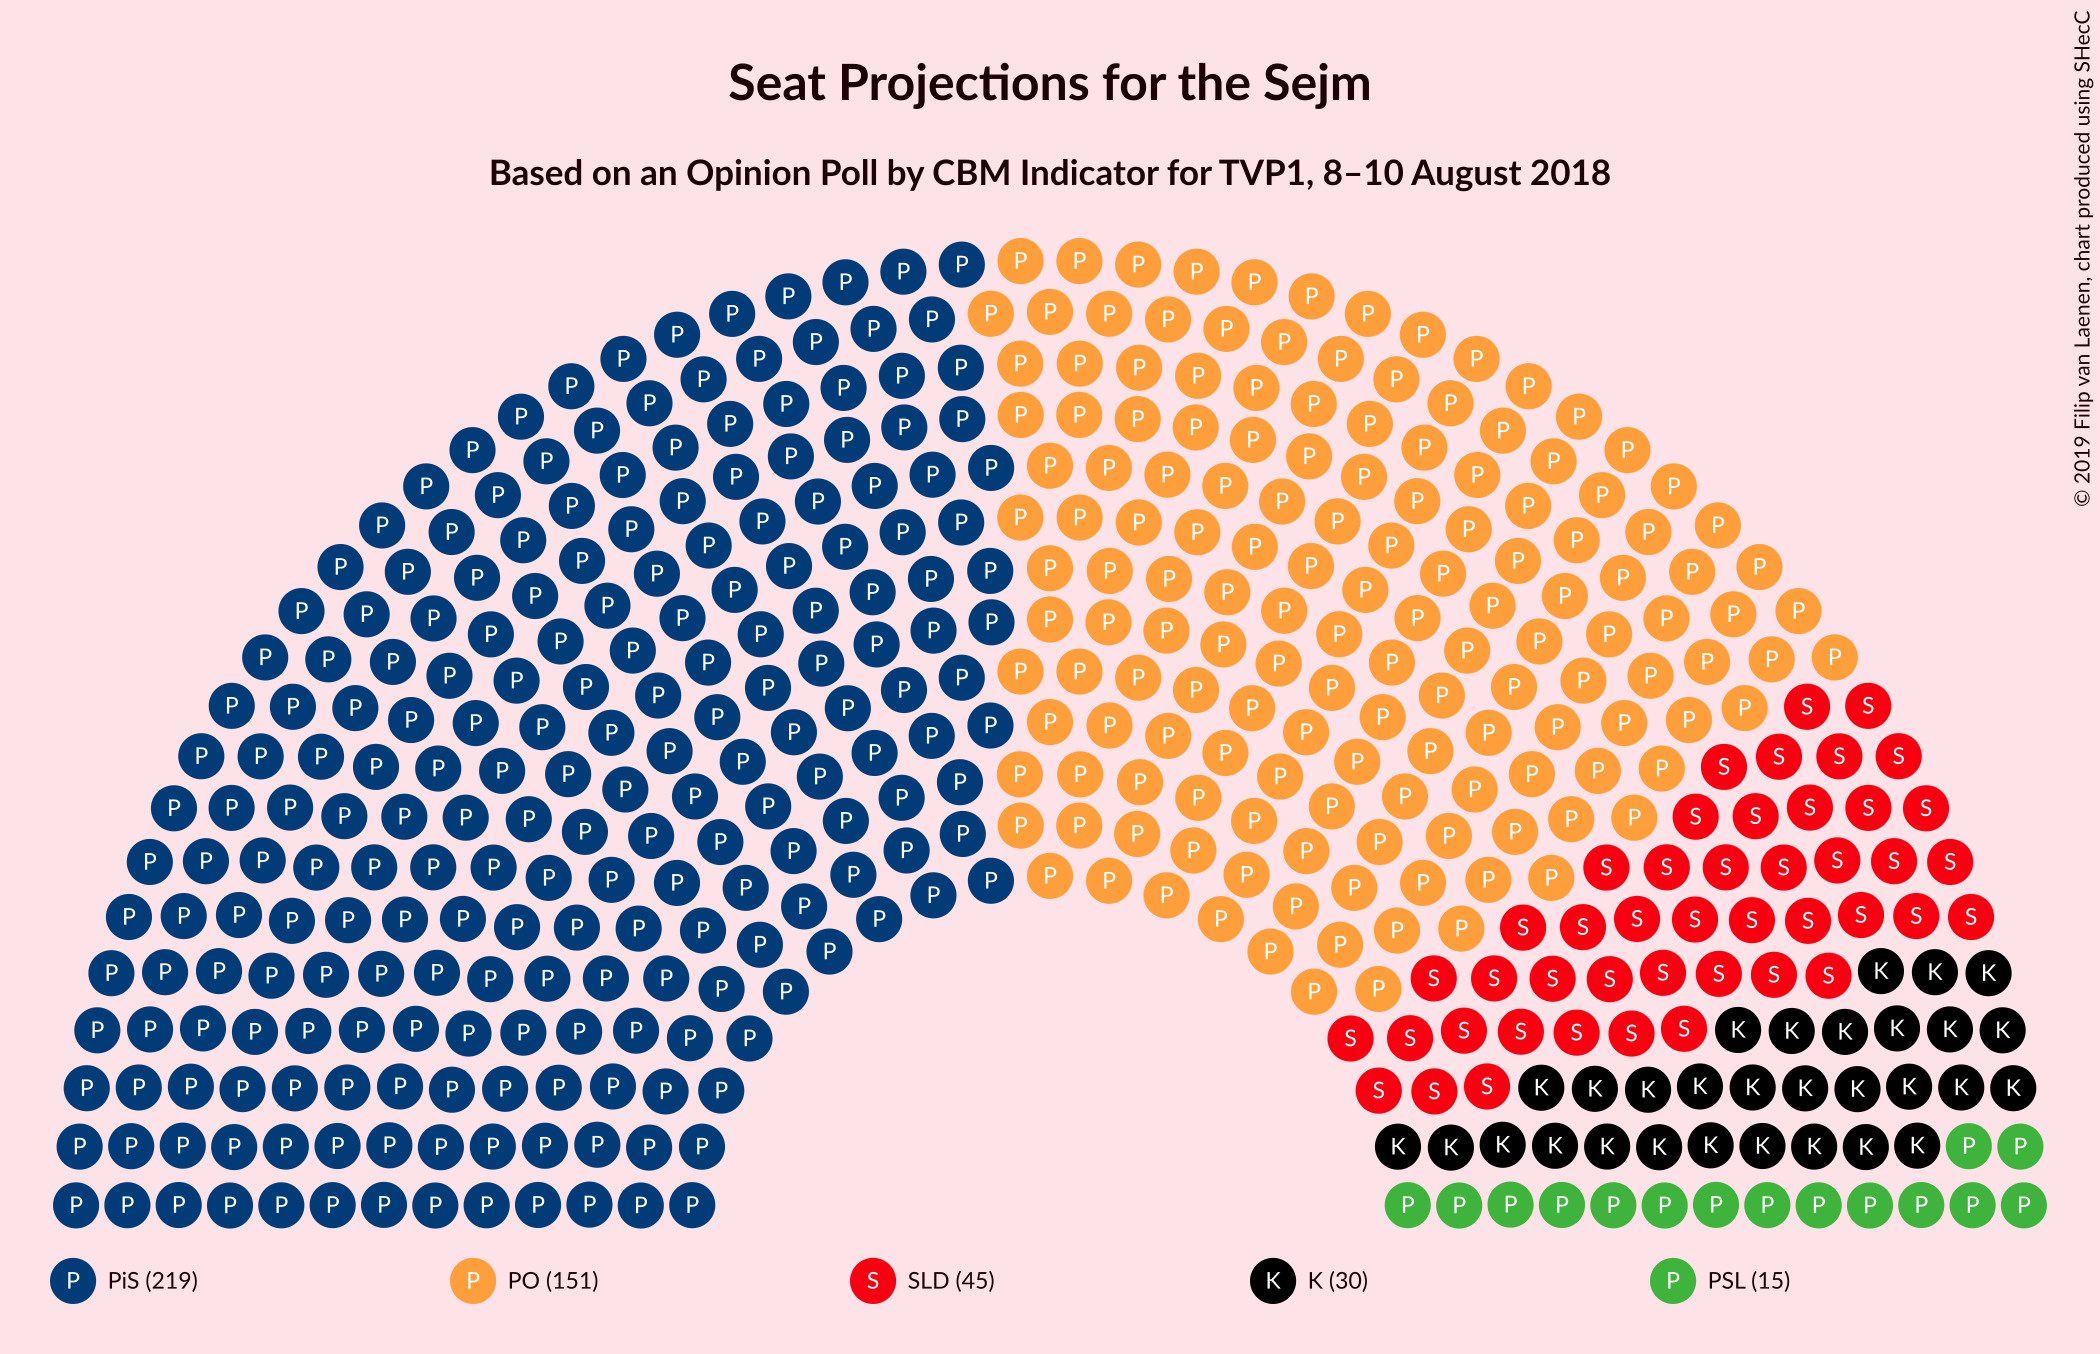 Seat Projections for the Sejm
Based on an Opinion Poll by CBM Indicator for TVP1, 8–10 August 2018
© 2019 Filip van Laenen, chart produced using SHecC
P PiS (219) P PO (151) S SLD (45) K K (30) P PSL (15)